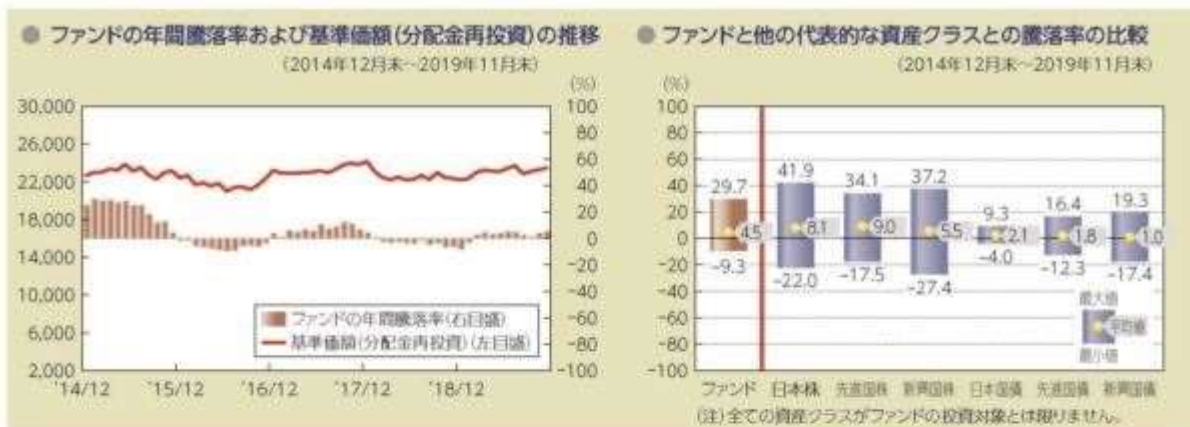 ● ファンドの年間騰落率および基準価額(分配金再投資)の推移
(2014年12月末~2019年11月末)
(%)
30,000
26,000
22,000
18,000
14,000
10,000
6,000
2,000
100
80
60
40
20
0
-20
-40
-60
-80
-100
ファンドの年間騰落率(右目盛)
基準価額(分配金再投資)(左目盛)
'14/12 '15/12 '16/12 '17/12 '18/12
● ファンドと他の代表的な資産クラスとの騰落率の比較
(2014年12月末~2019年11月末)
(%)
100
80
60
40
20
0
-20
-40
-60
-80
-100
29.7 41.9 34.1 37.2 9.3 16.4 19.3
4.5 8.1 9.0 5.5 2.1 1.8 1.0
-9.3 -22.0 -17.5 -27.4 -4.0 -12.3 -17.4
最大値
平均値
最小値
ファンド 日本株 先進国株 新興国株 日本国債 先進国債 新興国債
(注)全ての資産クラスがファンドの投資対象とは限りません。